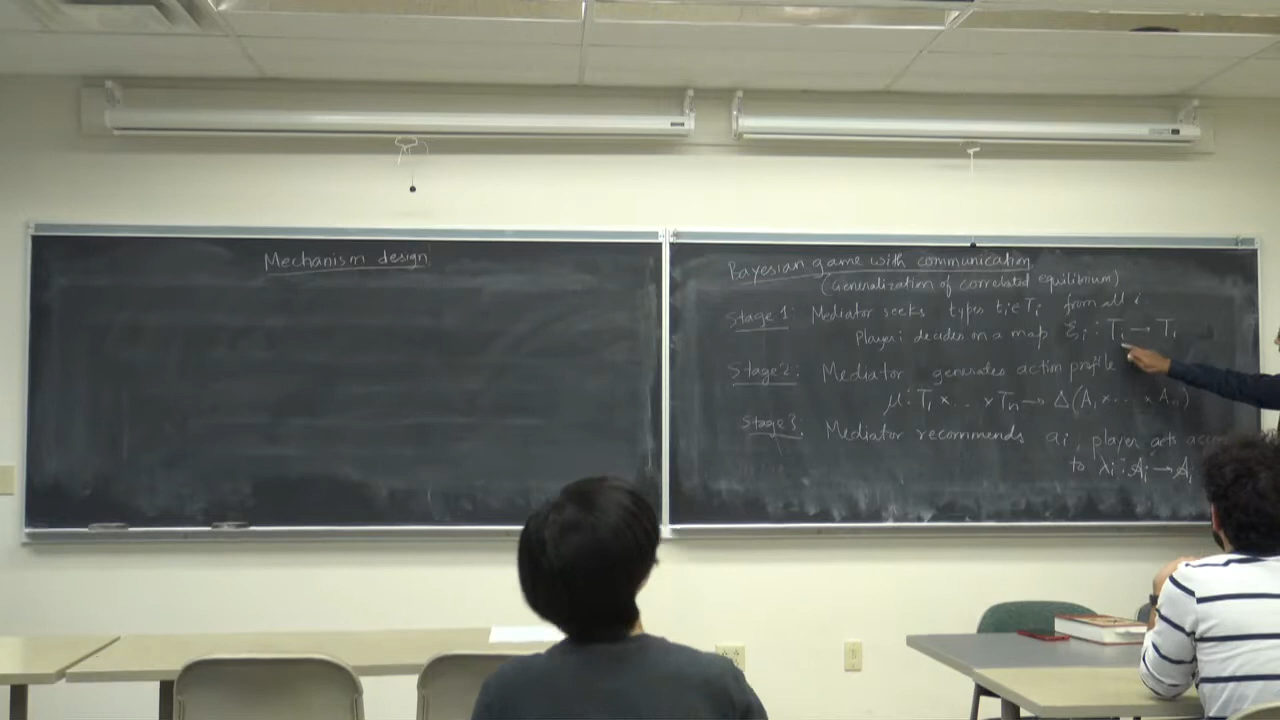 Mechanism design
Bayesian game with communication
(Generalization of correlated equilibrium)
Stage 1: Mediator seeks types tᵢ∈Tᵢ from all i
Player i decides on a map ξᵢ : Tᵢ → Tᵢ
Stage 2: Mediator generates action profile
μ : T₁ × ... × Tₙ → Δ(A₁ × ... × Aₙ)
Stage 3. Mediator recommends aᵢ, player acts
to λᵢ : Aᵢ → Aᵢ